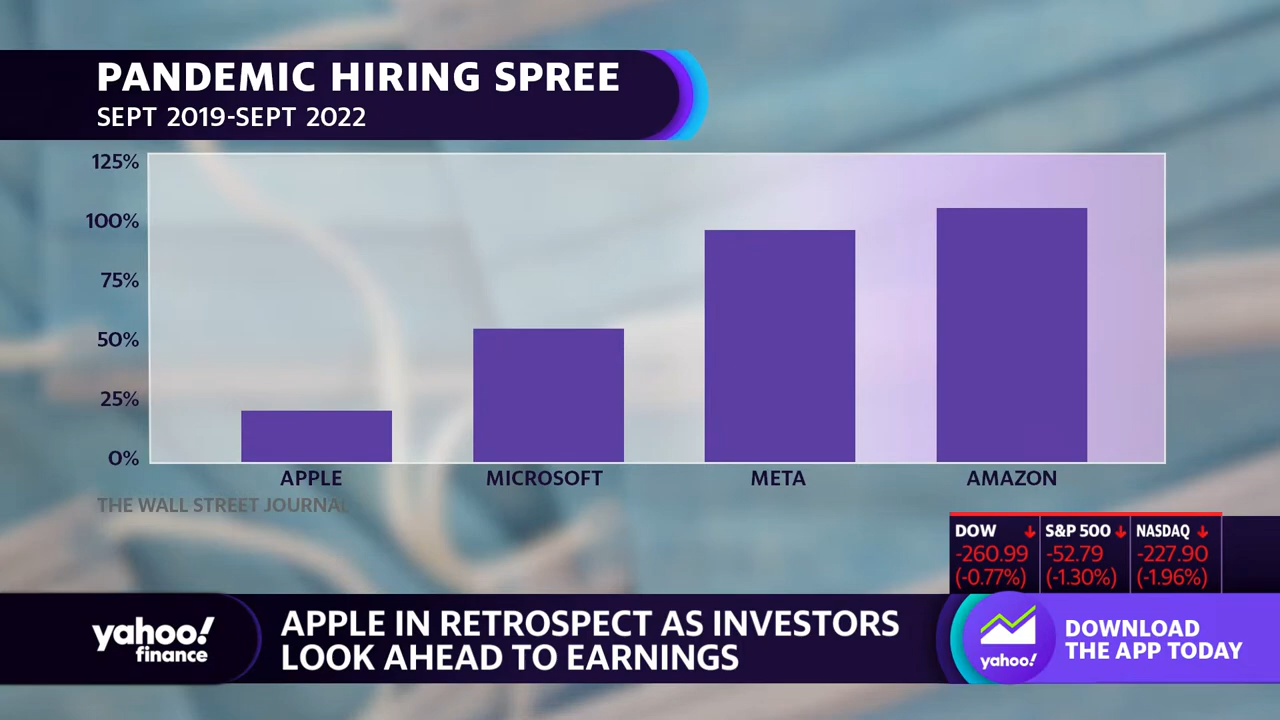 PANDEMIC HIRING SPREE
SEPT 2019-SEPT 2022
125%
100%
75%
50%
25%
0%
APPLE MICROSOFT META AMAZON
THE WALL STREET JOURNAL
DOW S&P 500 NASDAQ
-260.99 -52.79 -227.90
(-0.77%) (-1.30%) (-1.96%)
yahoo!
finance
APPLE IN RETROSPECT AS INVESTORS
LOOK AHEAD TO EARNINGS
yahoo!
DOWNLOAD
THE APP TODAY